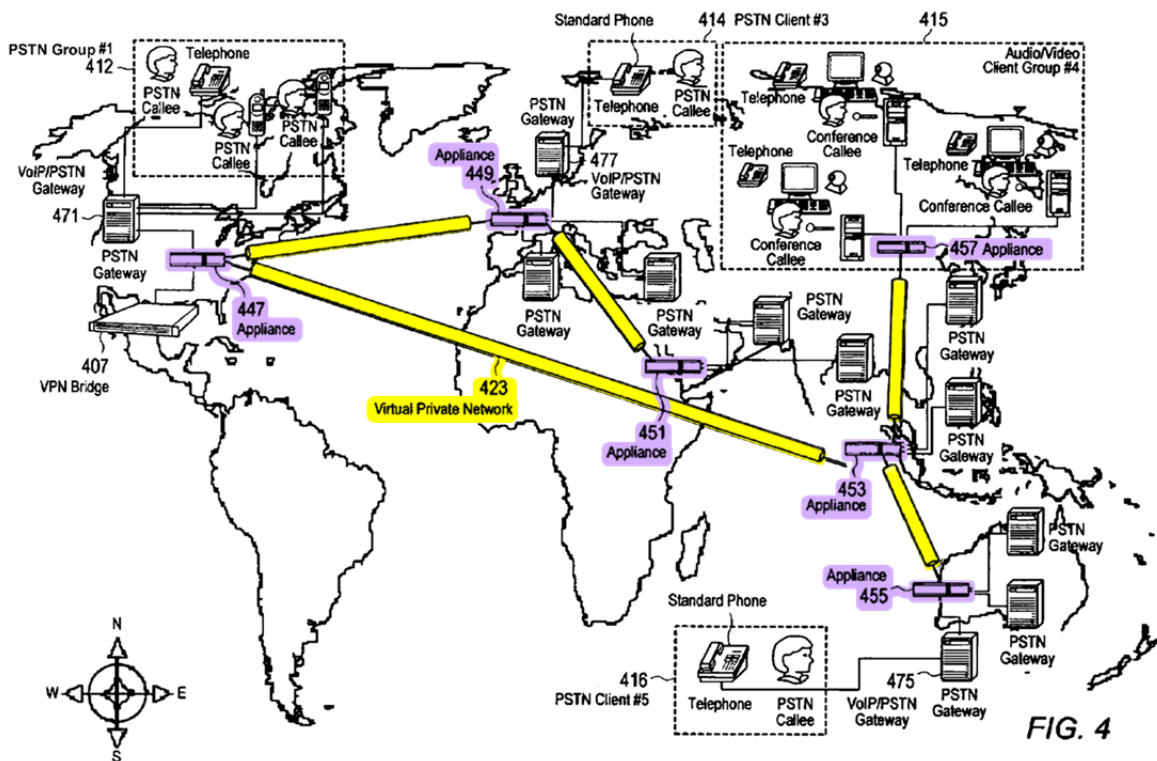 PSTN Group #1
412
Telephone
PSTN
Callee
PSTN
Callee
PSTN
Callee
VoIP/PSTN
Gateway
471
PSTN
Gateway
447
Appliance
407
VPN Bridge
Standard Phone
414
PSTN Client #3
Telephone
PSTN
Callee
PSTN
Gateway
477
VoIP/PSTN
Gateway
Appliance
449
PSTN
Gateway
PSTN
Gateway
415
Audio/Video
Client Group #4
Telephone
Conference
Callee
Telephone
Conference
Callee
Telephone
Conference Callee
457 Appliance
PSTN
Gateway
PSTN
Gateway
PSTN
Gateway
PSTN
Gateway
423
Virtual Private Network
451
Appliance
453
Appliance
Appliance
455
PSTN
Gateway
PSTN
Gateway
Standard Phone
416
PSTN Client #5
Telephone
PSTN
Callee
VoIP/PSTN
Gateway
475
PSTN
Gateway
N
W
E
S
FIG. 4